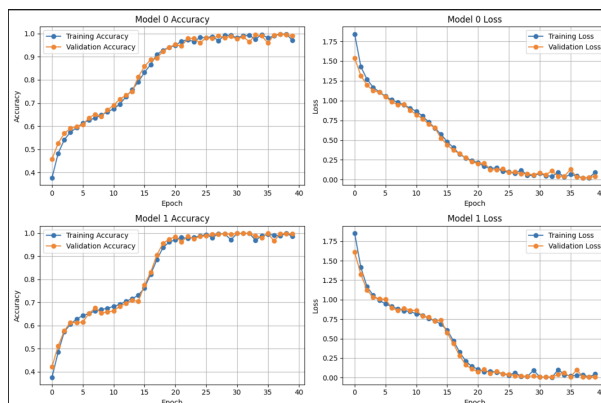 Model 0 Accuracy
Training Accuracy
Validation Accuracy
1.0
0.9
0.8
0.7
0.6
0.5
0.4
Accuracy
0 5 10 15 20 25 30 35 40
Epoch
Model 0 Loss
Training Loss
Validation Loss
1.75
1.50
1.25
1.00
0.75
0.50
0.25
0.00
Loss
0 5 10 15 20 25 30 35 4
Epoch
Model 1 Accuracy
Training Accuracy
Validation Accuracy
1.0
0.9
0.8
0.7
0.6
0.5
0.4
Accuracy
0 5 10 15 20 25 30 35 40
Epoch
Model 1 Loss
Training Loss
Validation Loss
1.75
1.50
1.25
1.00
0.75
0.50
0.25
0.00
Loss
0 5 10 15 20 25 30 35 4
Epoch